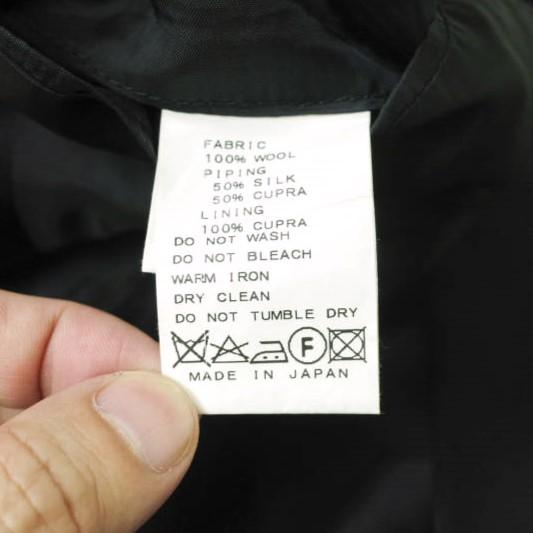 FABRIC
100% WOOL
PIPING
50% SILK
50% CUPRA
LINING
100% CUPRA
DO NOT WASH
DO NOT BLEACH
WARM IRON
DRY CLEAN
DO NOT TUMBLE DRY
F
MADE IN JAPAN